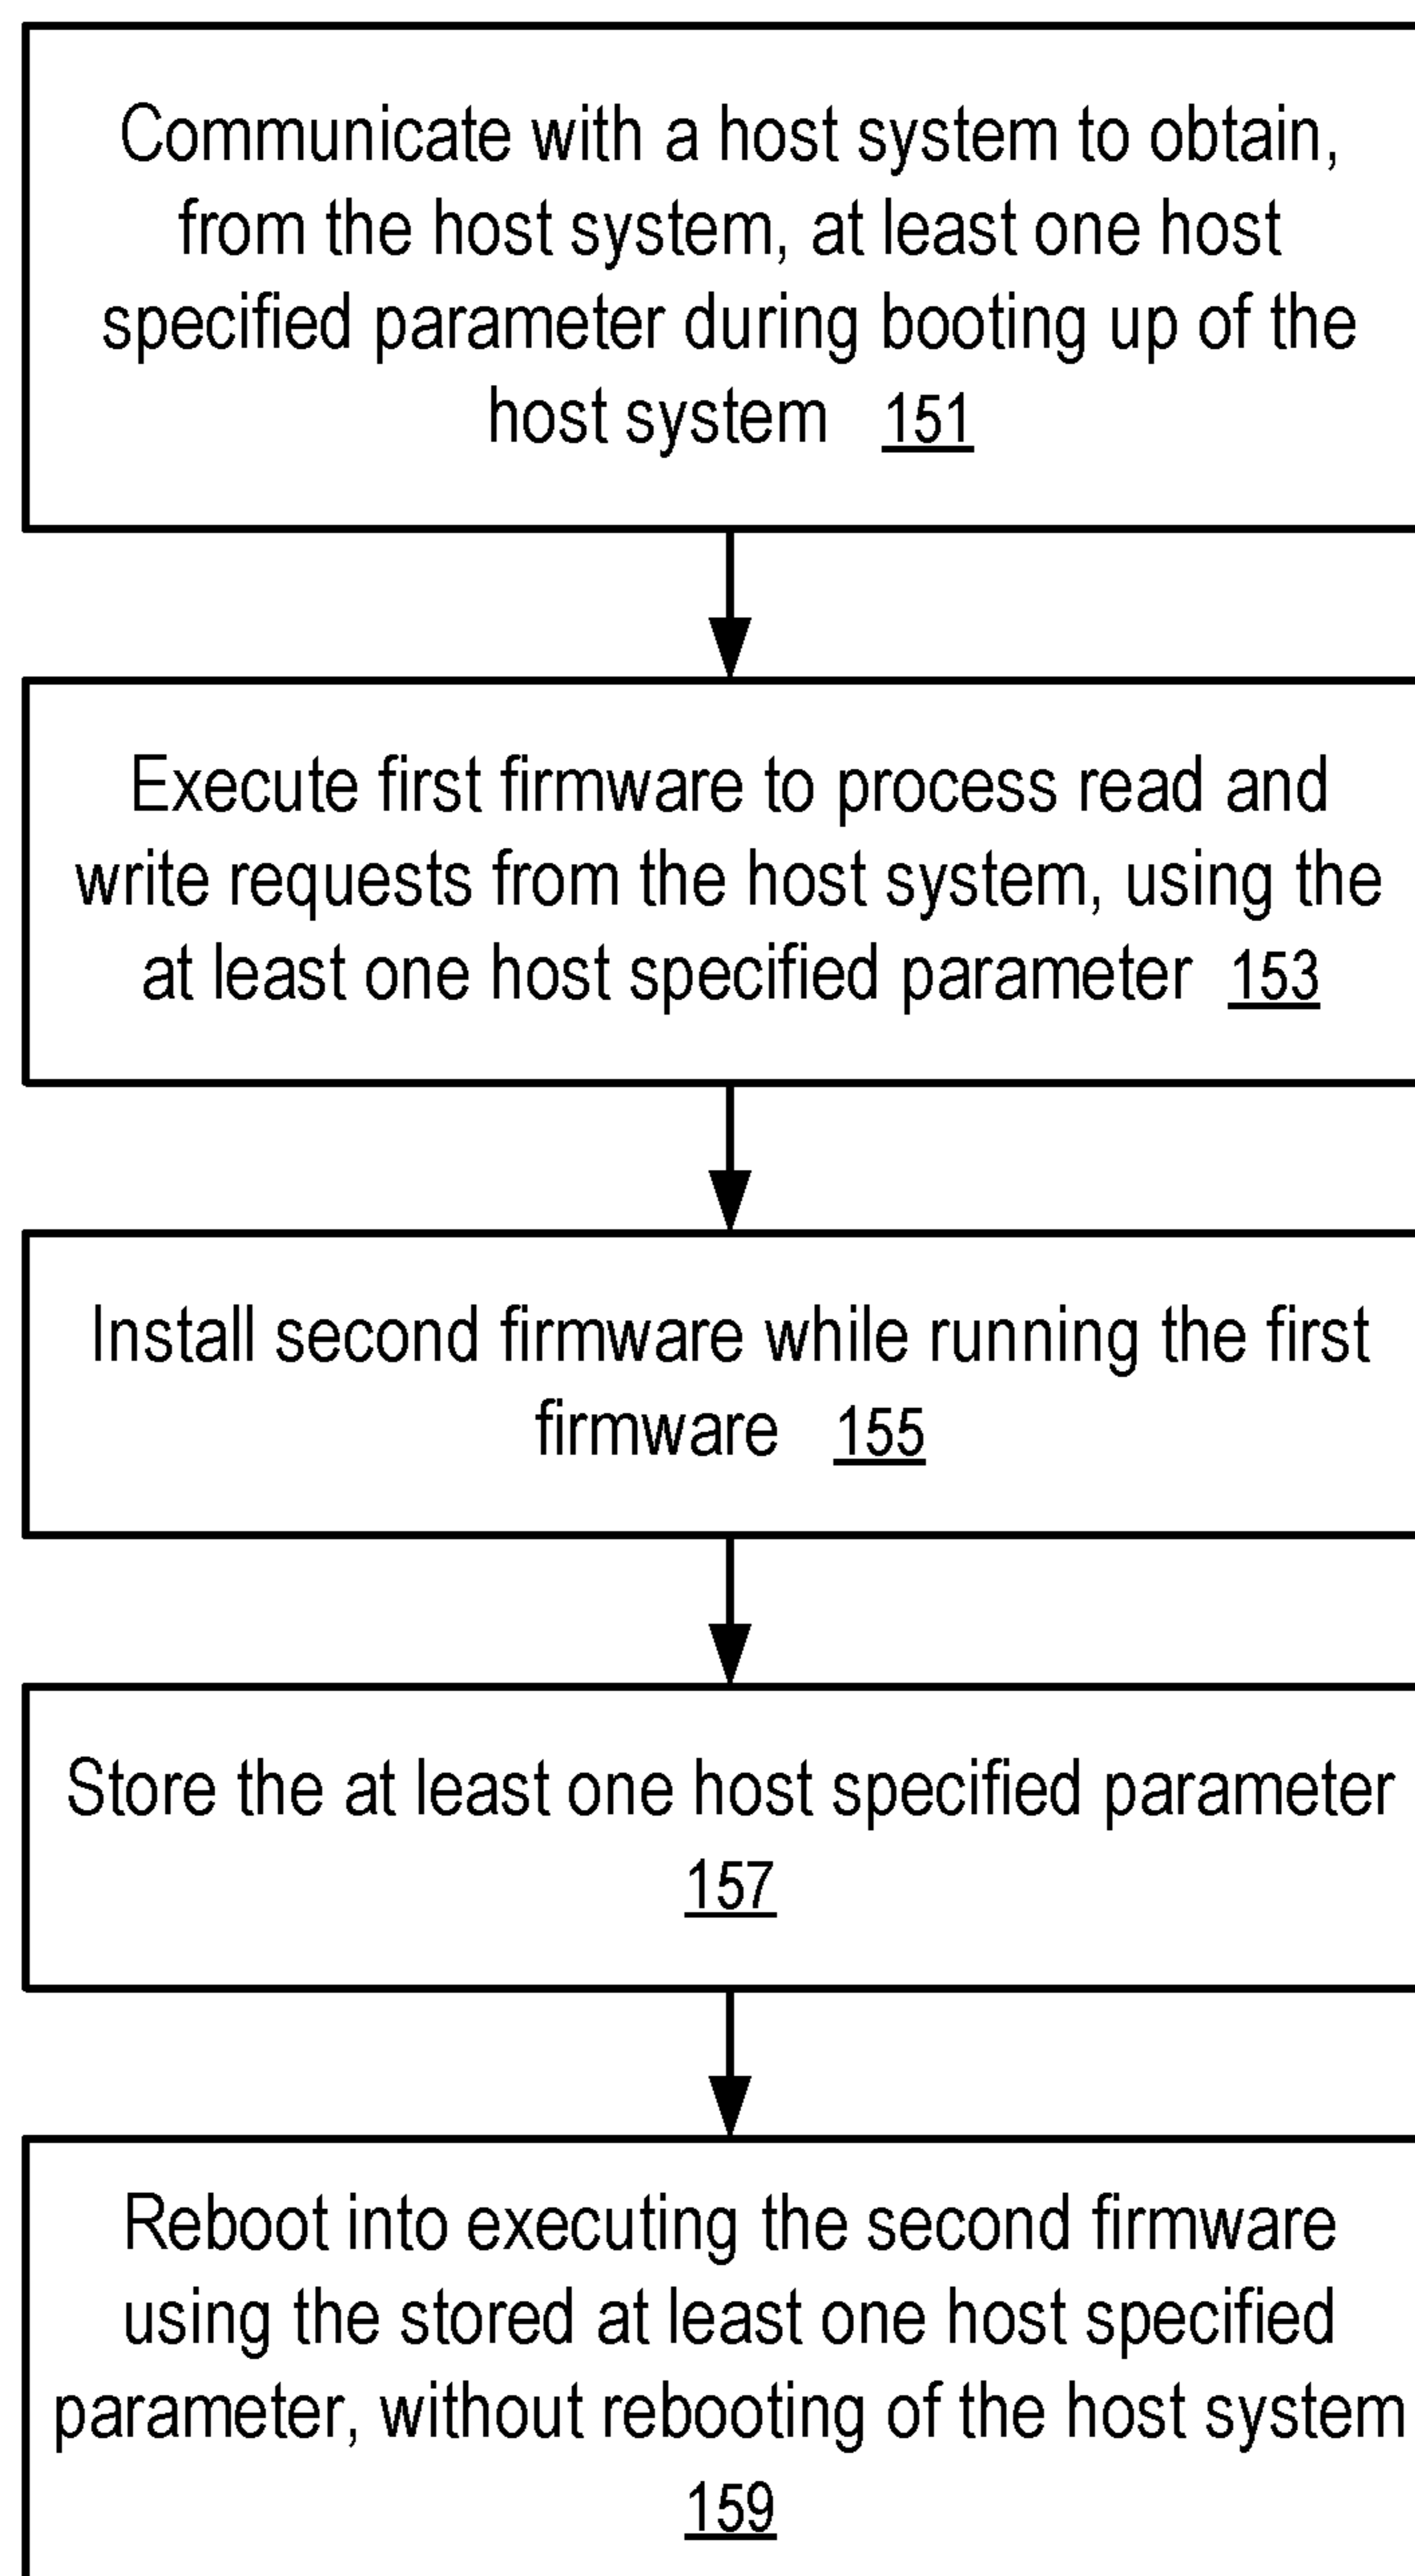 Communicate with a host system to obtain,
from the host system, at least one host
specified parameter during booting up of the
host system 151
Execute first firmware to process read and
write requests from the host system, using the
at least one host specified parameter 153
Install second firmware while running the first
firmware 155
Store the at least one host specified parameter
157
Reboot into executing the second firmware
using the stored at least one host specified
parameter, without rebooting of the host system
159